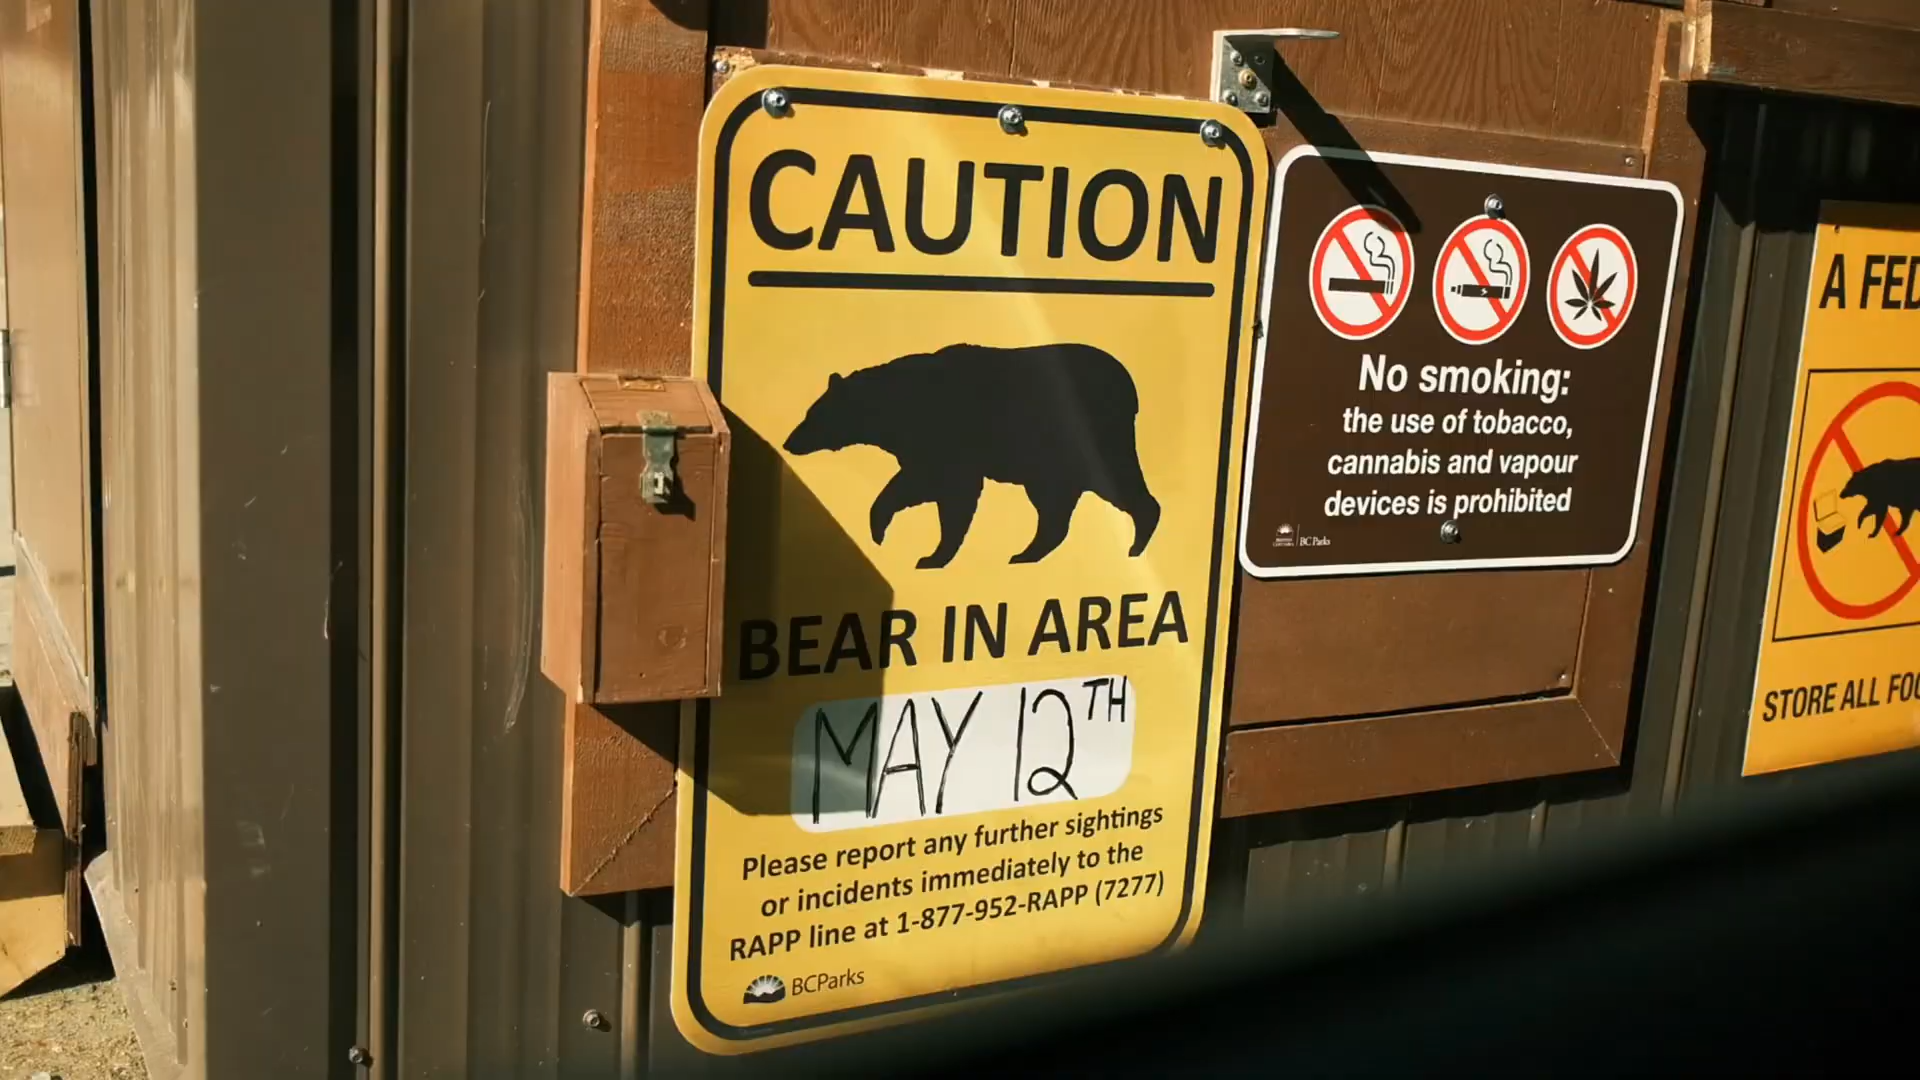 CAUTION
BEAR IN AREA
MAY 12TH
Please report any further sightings
or incidents immediately to the
RAPP line at 1-877-952-RAPP (7277)
BCParks
No smoking:
the use of tobacco,
cannabis and vapour
devices is prohibited
BC Parks
A FED
STORE ALL FOO